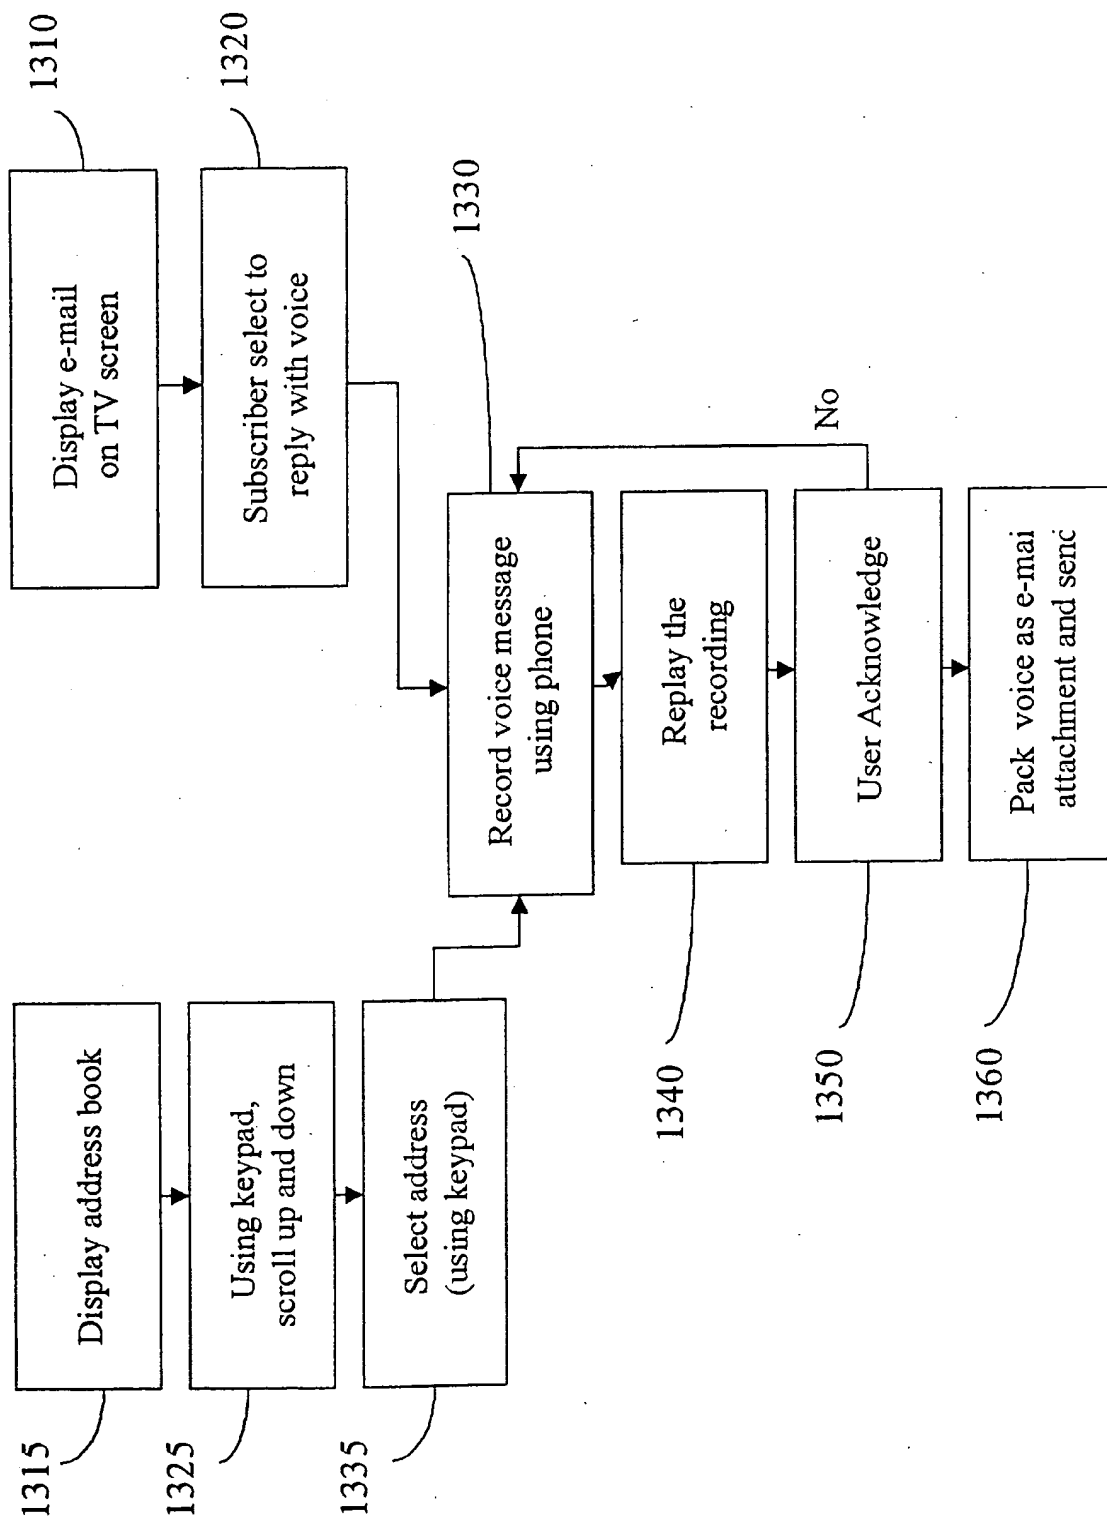 1310
Display e-mail
on TV screen
1320
Subscriber select to
reply with voice
1315
Display address book
1325
Using keypad,
scroll up and down
1335
Select address
(using keypad)
1330
Record voice message
using phone
No
1340
Replay the
recording
1350
User Acknowledge
1360
Pack voice as e-mai
attachment and send